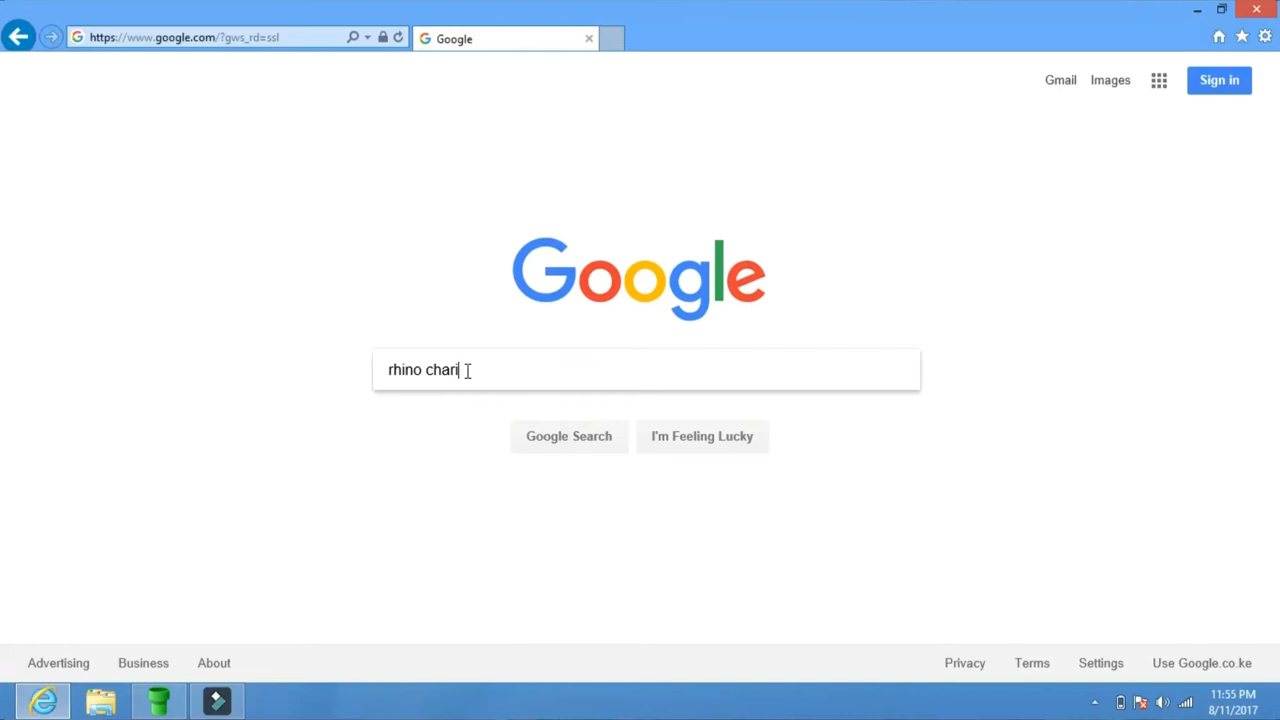 https://www.google.com/?gws_rd=ssl
Google
Gmail Images Sign in
Google
rhino chari
Google Search I'm Feeling Lucky
Advertising Business About Privacy Terms Settings Use Google.co.ke
11:55 PM
8/11/2017